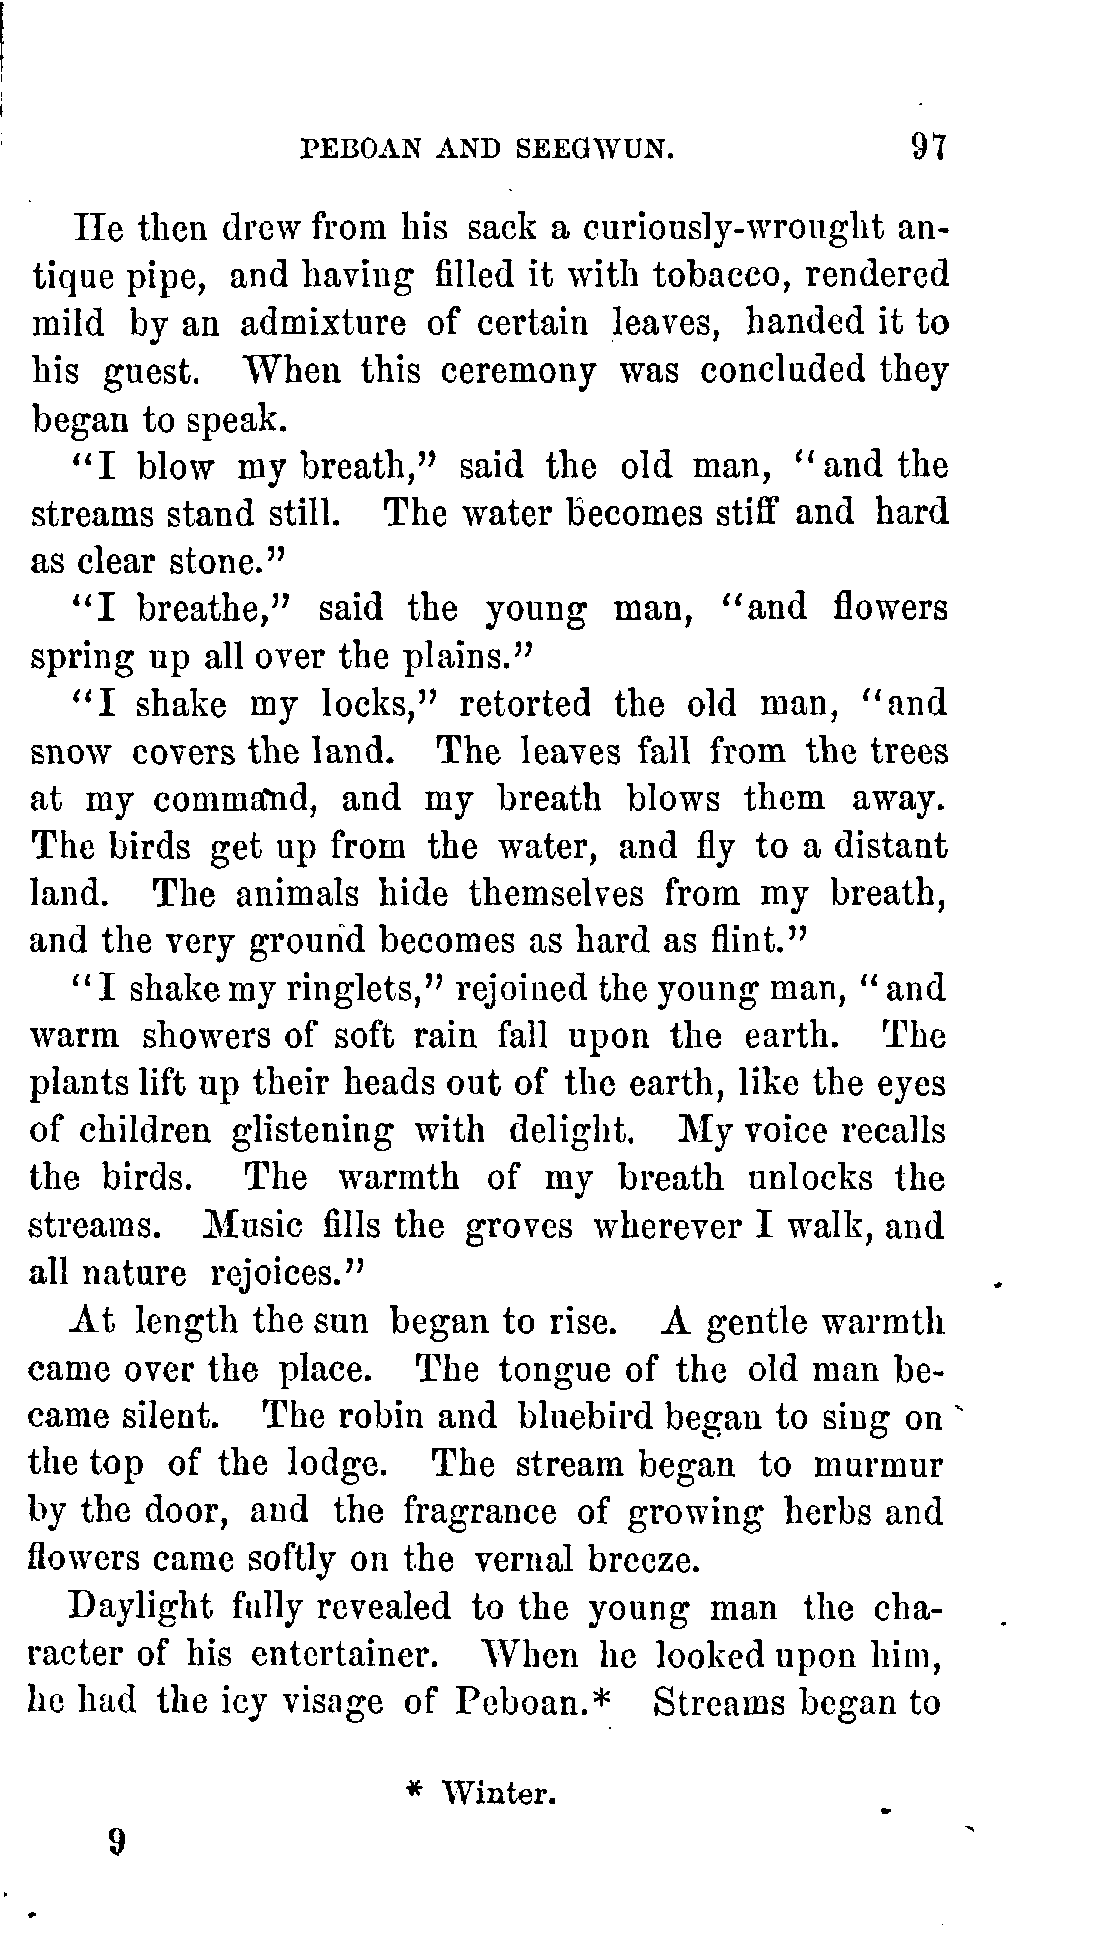 PEBOAN AND SEEGWUN. 97
He then drew from his sack a curiously-wrought an-
tique pipe, and having filled it with tobacco, rendered
mild by an admixture of certain leaves, handed it to
his guest. When this ceremony was concluded they
began to speak.
"I blow my breath," said the old man, "and the
streams stand still. The water becomes stiff and hard
as clear stone."
"I breathe," said the young man, "and flowers
spring up all over the plains."
"I shake my locks," retorted the old man, "and
snow covers the land. The leaves fall from the trees
at my command, and my breath blows them away.
The birds get up from the water, and fly to a distant
land. The animals hide themselves from my breath,
and the very ground becomes as hard as flint."
"I shake my ringlets," rejoined the young man, "and
warm showers of soft rain fall upon the earth. The
plants lift up their heads out of the earth, like the eyes
of children glistening with delight. My voice recalls
the birds. The warmth of my breath unlocks the
streams. Music fills the groves wherever I walk, and
all nature rejoices."
At length the sun began to rise. A gentle warmth
came over the place. The tongue of the old man be-
came silent. The robin and bluebird began to sing on
the top of the lodge. The stream began to murmur
by the door, and the fragrance of growing herbs and
flowers came softly on the vernal breeze.
Daylight fully revealed to the young man the cha-
racter of his entertainer. When he looked upon him,
he had the icy visage of Peboan.* Streams began to
* Winter.
9